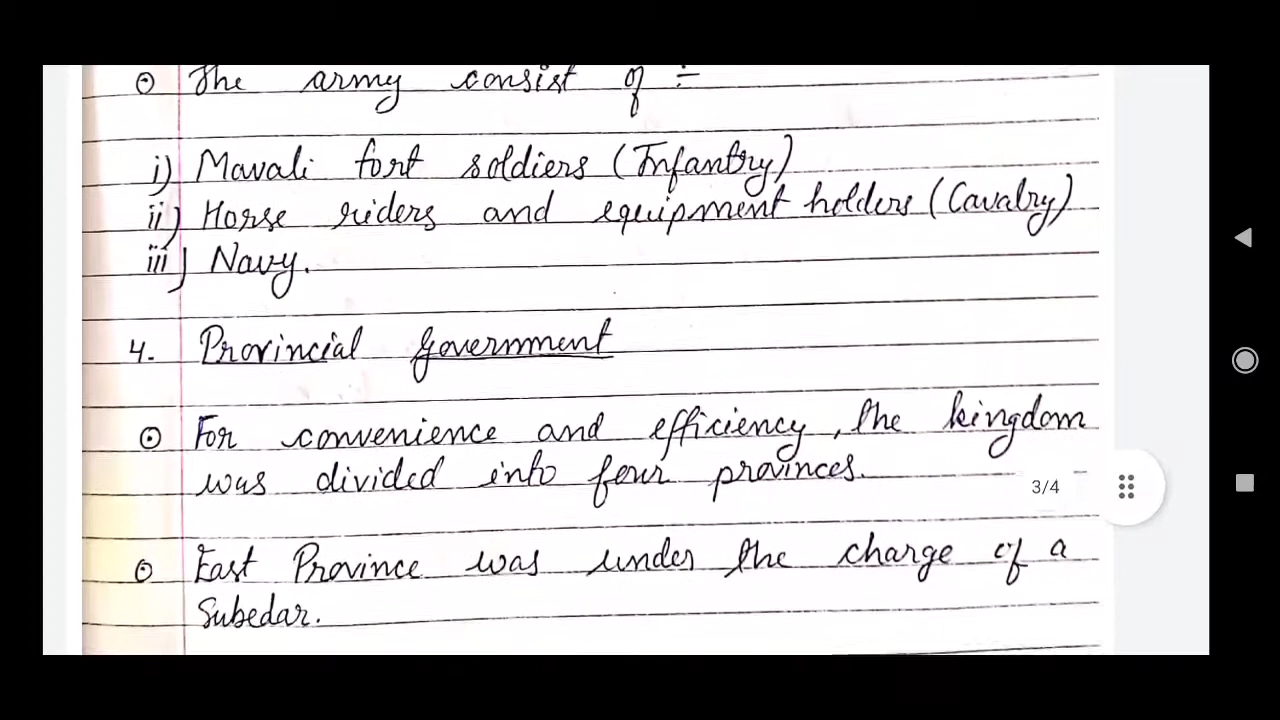 ⊙ The army consist of ÷
i) Mavali fort soldiers (Infantry)
ii) Horse riders and equipment holders (Cavalry)
iii) Navy.
4. Provincial Government
⊙ For convenience and efficiency, the kingdom
was divided into four provinces.
3/4
⊙ East Province was under the charge of a
Subedar.